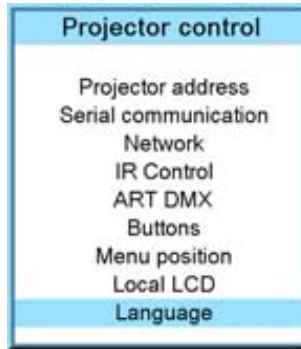 Projector control
Projector address
Serial communication
Network
IR Control
ART DMX
Buttons
Menu position
Local LCD
Language